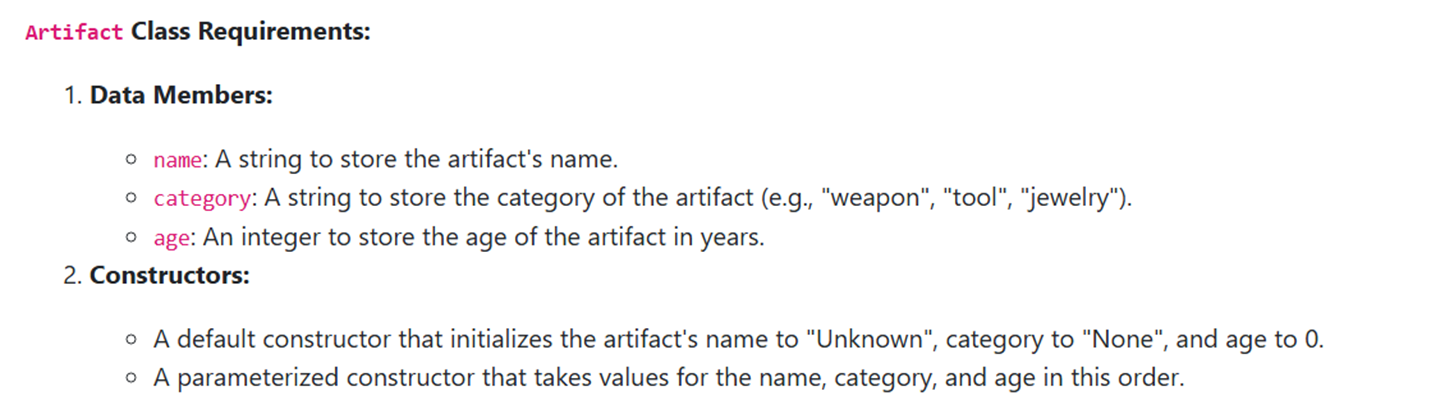 Artifact Class Requirements:
1. Data Members:
○ name: A string to store the artifact's name.
○ category: A string to store the category of the artifact (e.g., "weapon", "tool", "jewelry").
○ age: An integer to store the age of the artifact in years.
2. Constructors:
○ A default constructor that initializes the artifact's name to "Unknown", category to "None", and age to 0.
○ A parameterized constructor that takes values for the name, category, and age in this order.